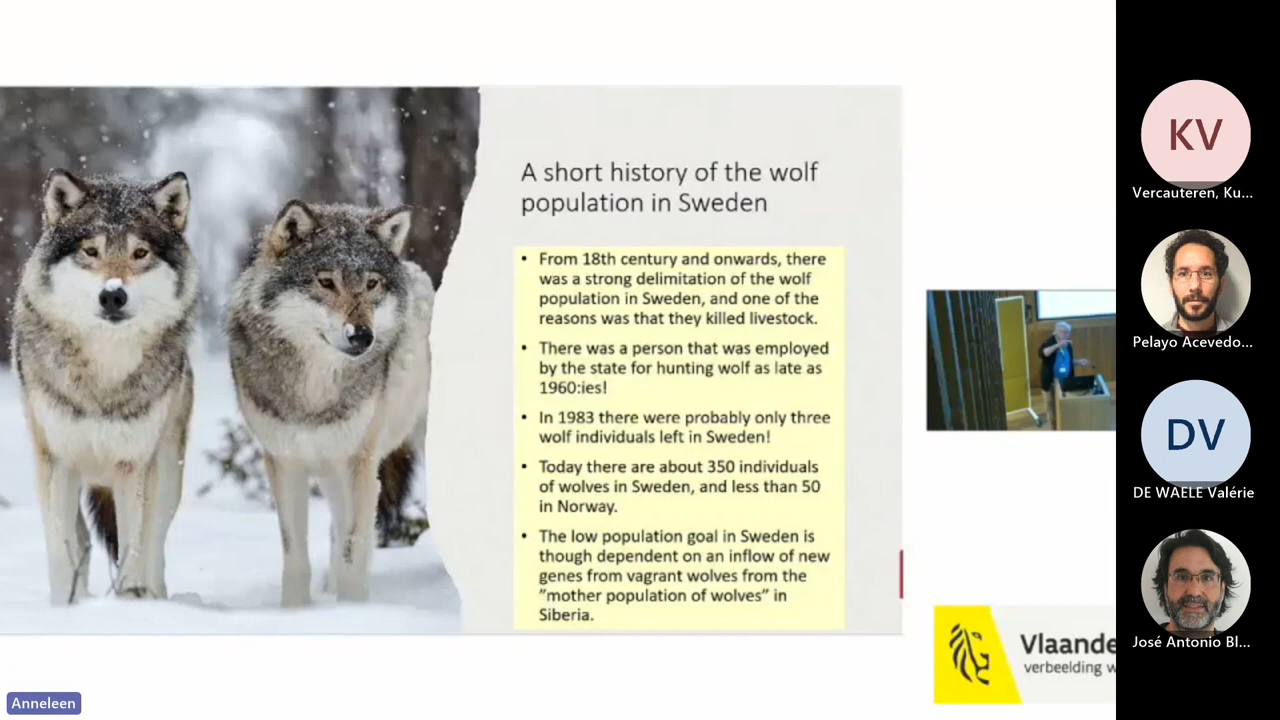 A short history of the wolf
population in Sweden
• From 18th century and onwards, there
was a strong delimitation of the wolf
population in Sweden, and one of the
reasons was that they killed livestock.
• There was a person that was employed
by the state for hunting wolf as late as
1960:ies!
• In 1983 there were probably only three
wolf individuals left in Sweden!
• Today there are about 350 individuals
of wolves in Sweden, and less than 50
in Norway.
• The low population goal in Sweden is
though dependent on an inflow of new
genes from vagrant wolves from the
”mother population of wolves” in
Siberia.
Vlaande
verbeelding w
KV
Vercauteren, Ku...
Pelayo Acevedo...
DV
DE WAELE Valérie
José Antonio Bl...
Anneleen